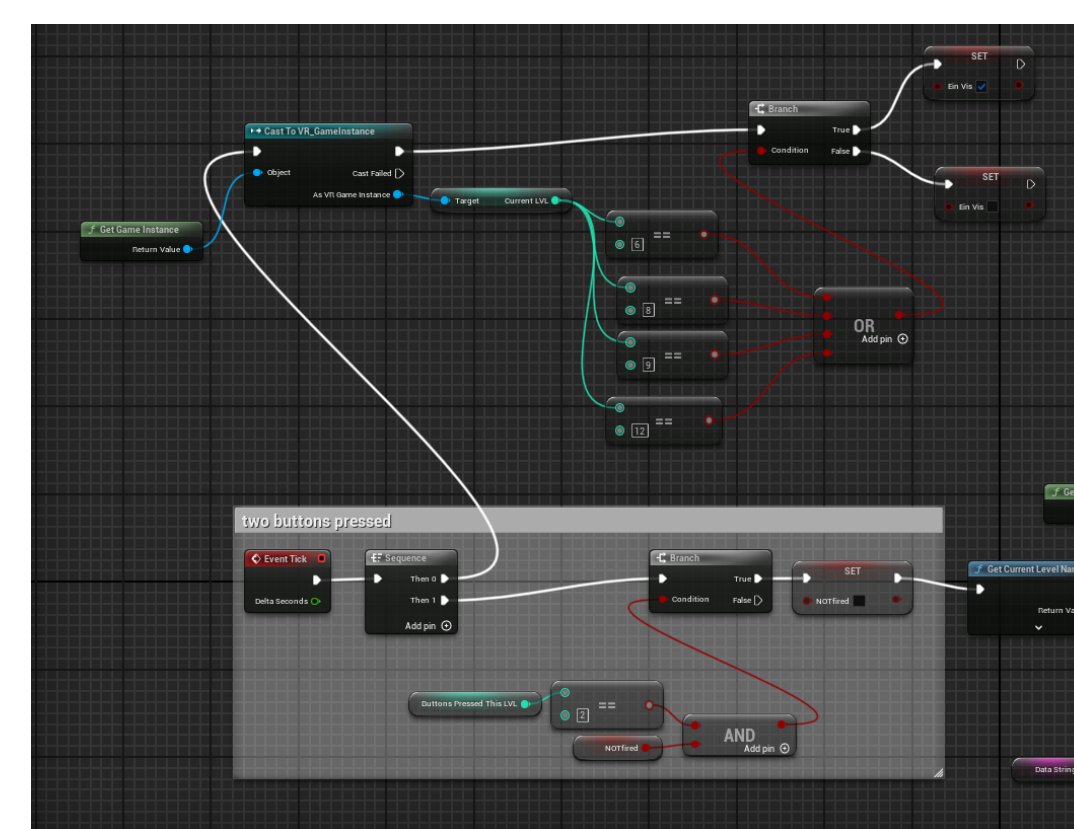 SET
Ein Vis
Branch
True
Condition
False
Cast To VR_GameInstance
Object
Cast Failed
As VR Game Instance
SET
Ein Vis
Target
Current LVL
f Get Game Instance
Return Value
6
==
8
==
9
==
12
==
OR
Add pin
two buttons pressed
Event Tick
Delta Seconds
Sequence
Then 0
Then 1
Add pin
Branch
True
Condition
False
SET
NOTfired
f Get Current Level Nam
Return Va
f Ge
Buttons Pressed This LVL
2
==
NOTfired
AND
Add pin
Data String